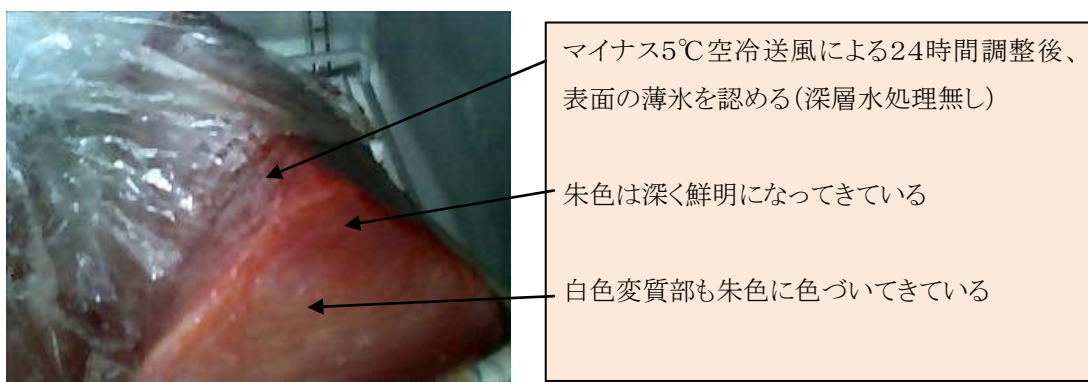 マイナス5℃空冷送風による24時間調整後、
表面の薄氷を認める(深層水処理無し)
朱色は深く鮮明になってきている
白色変質部も朱色に色づいてきている